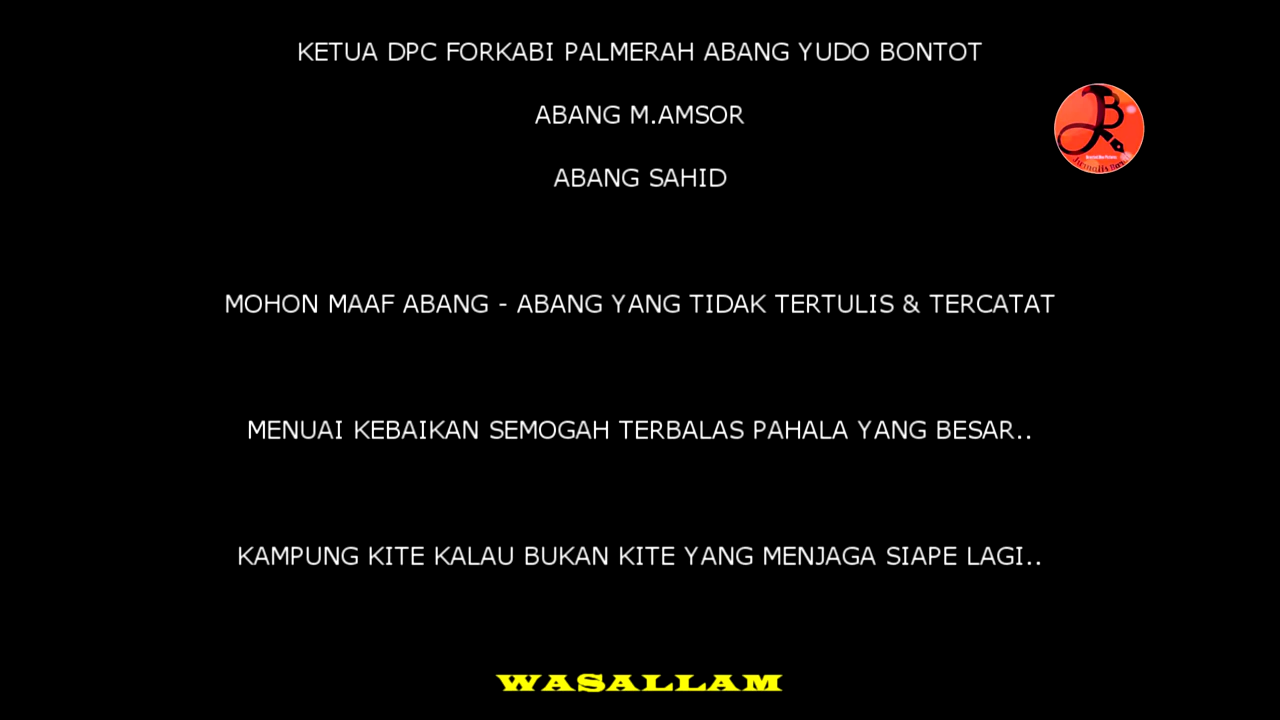 KETUA DPC FORKABI PALMERAH ABANG YUDO BONTOT
ABANG M.AMSOR
ABANG SAHID
MOHON MAAF ABANG - ABANG YANG TIDAK TERTULIS & TERCATAT
MENUAI KEBAIKAN SEMOGAH TERBALAS PAHALA YANG BESAR..
KAMPUNG KITE KALAU BUKAN KITE YANG MENJAGA SIAPE LAGI..
WASALLAM